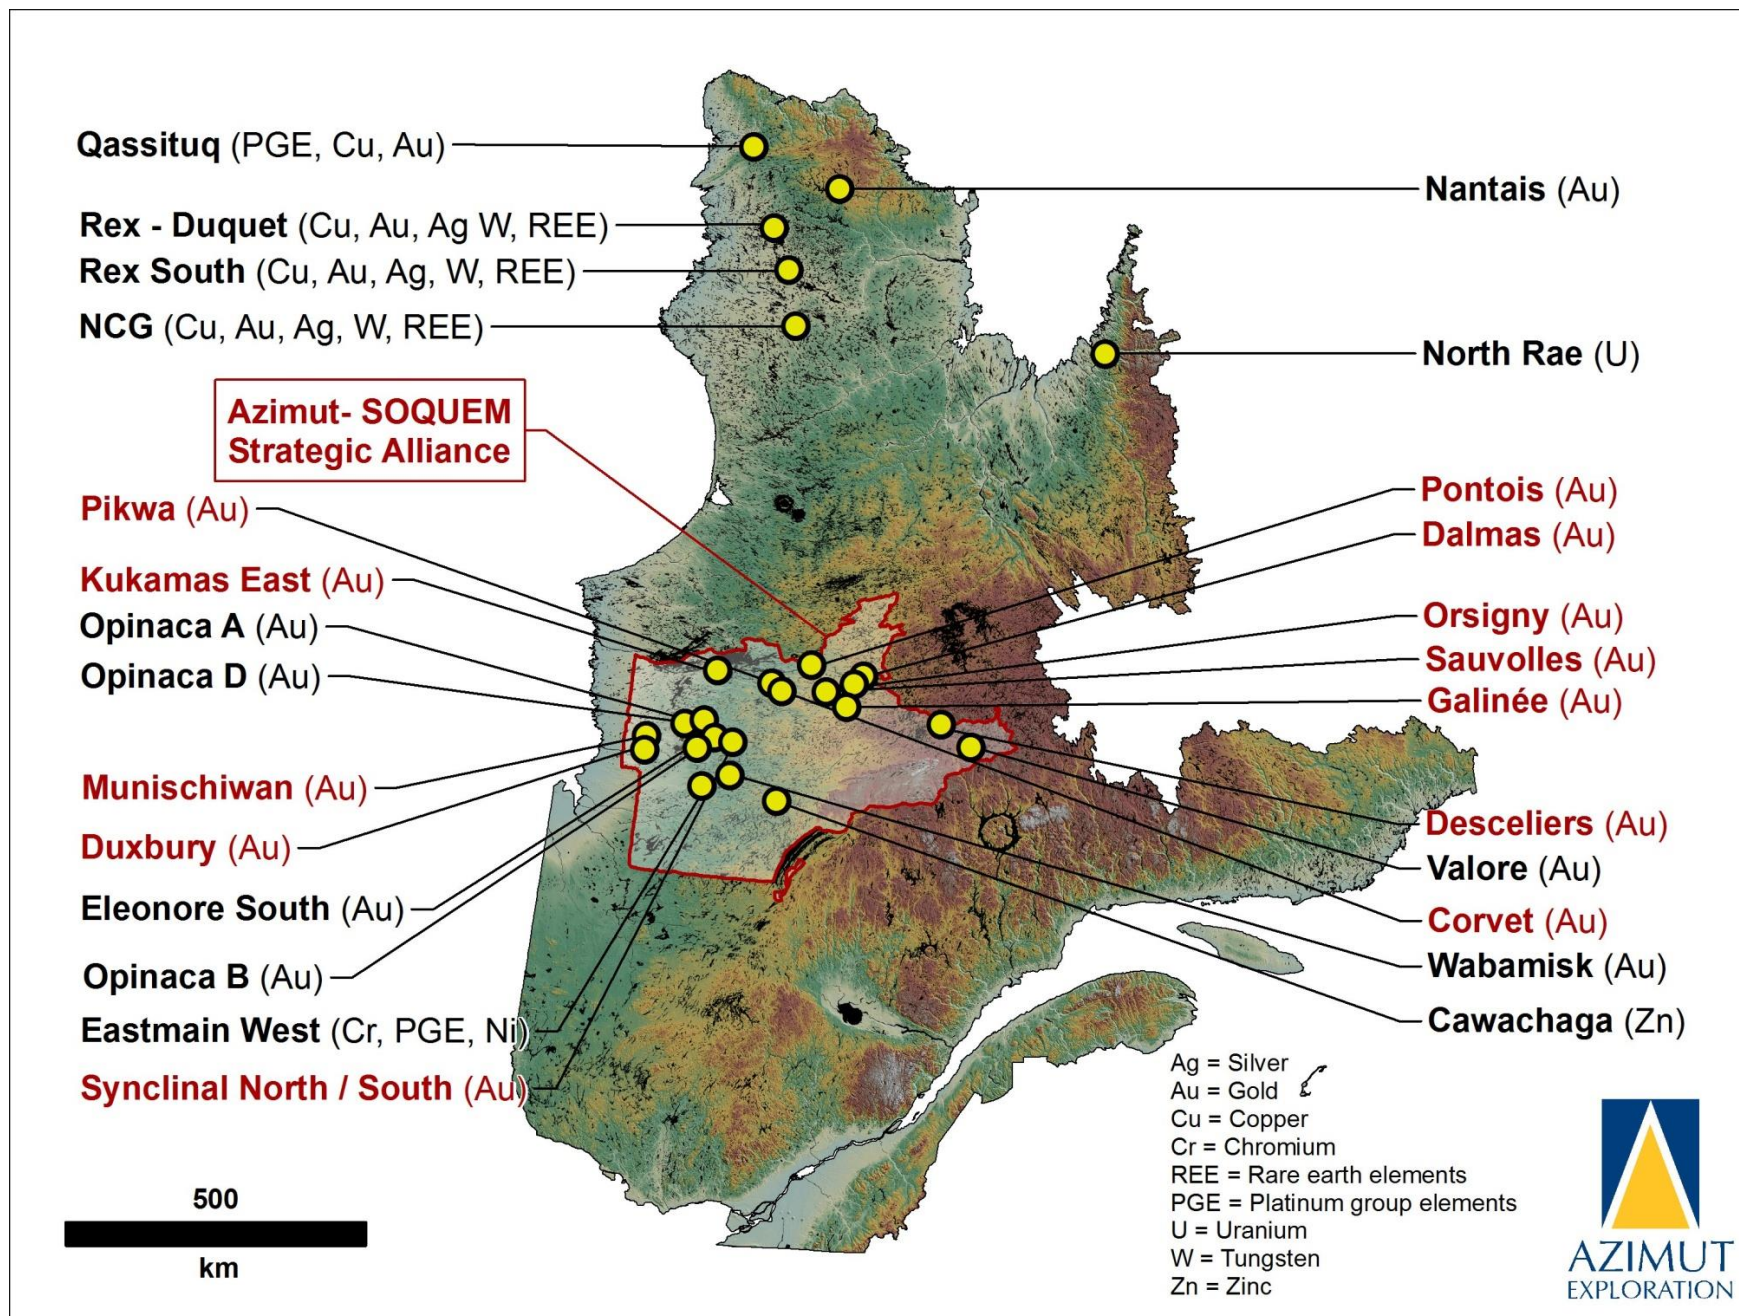 Qassituq (PGE, Cu, Au)
Rex - Duquet (Cu, Au, Ag W, REE)
Rex South (Cu, Au, Ag, W, REE)
NCG (Cu, Au, Ag, W, REE)
Azimut- SOQUEM
Strategic Alliance
Pikwa (Au)
Kukamas East (Au)
Opinaca A (Au)
Opinaca D (Au)
Munischiwan (Au)
Duxbury (Au)
Eleonore South (Au)
Opinaca B (Au)
Eastmain West (Cr, PGE, Ni)
Synclinal North / South (Au)
Nantais (Au)
North Rae (U)
Pontois (Au)
Dalmas (Au)
Orsigny (Au)
Sauvolles (Au)
Galinée (Au)
Desceliers (Au)
Valore (Au)
Corvet (Au)
Wabamisk (Au)
Cawachaga (Zn)
Ag = Silver
Au = Gold
Cu = Copper
Cr = Chromium
REE = Rare earth elements
PGE = Platinum group elements
U = Uranium
W = Tungsten
Zn = Zinc
500
km
AZIMUT
EXPLORATION